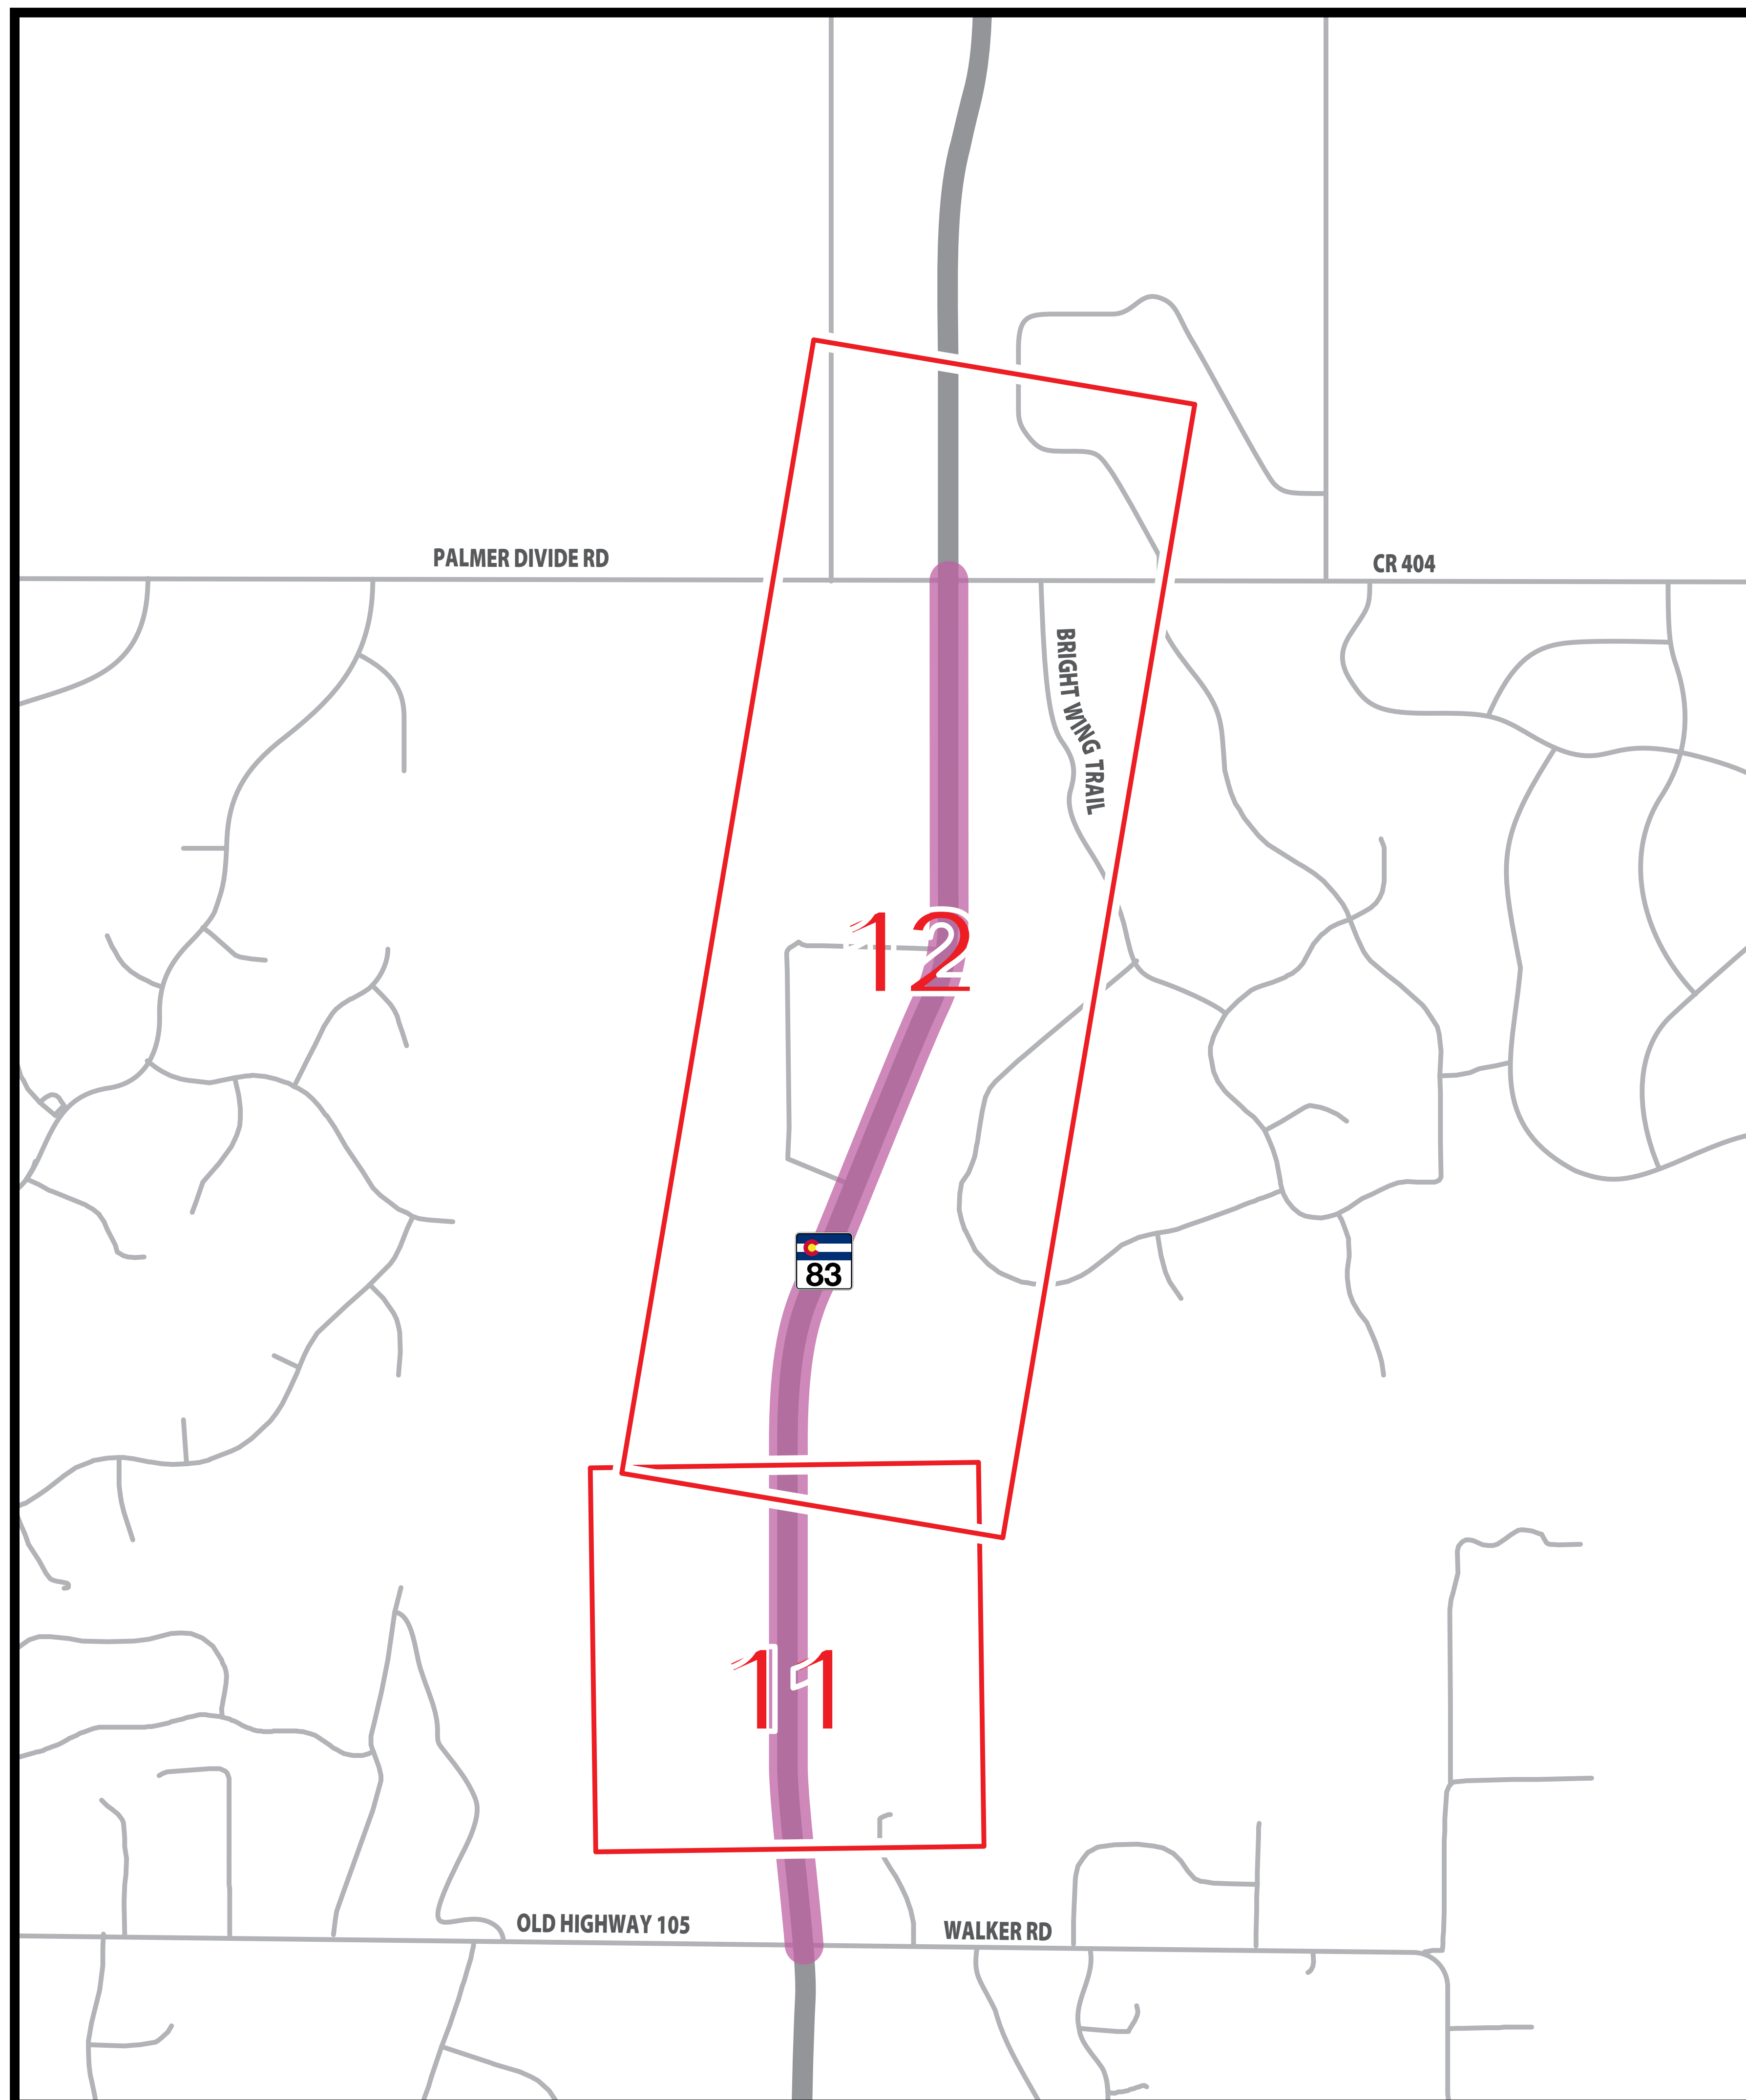 PALMER DIVIDE RD
CR 404
BRIGHT WING TRAIL
12
83
11
OLD HIGHWAY 105
WALKER RD